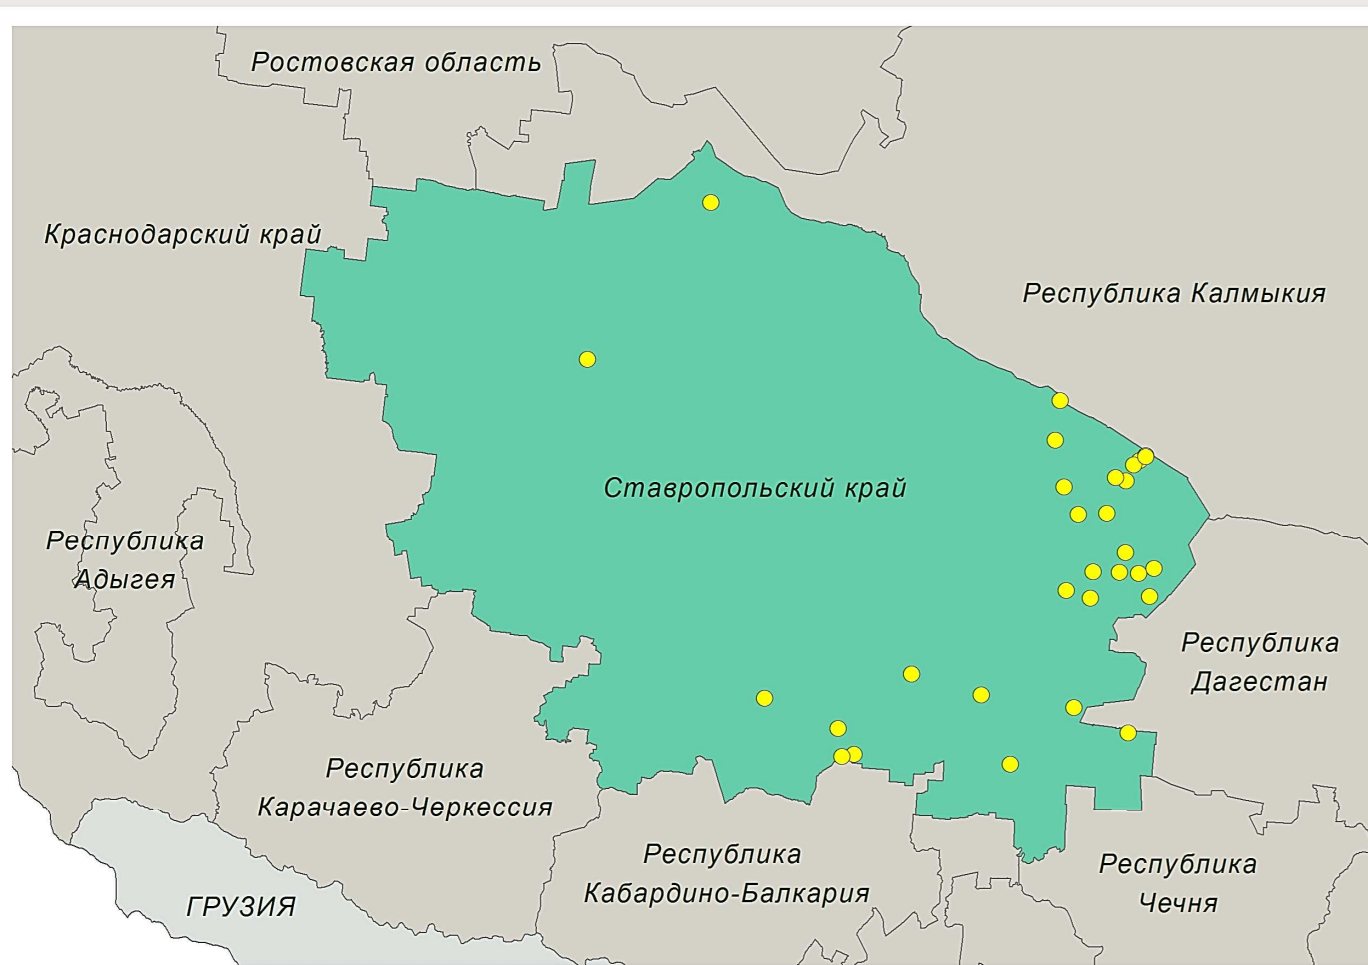 Ростовская область
Краснодарский край
Республика Калмыкия
Ставропольский край
Республика
Адыгея
Республика
Дагестан
Республика
Карачаево-Черкессия
Республика
Кабардино-Балкария
Республика
Чечня
ГРУЗИЯ